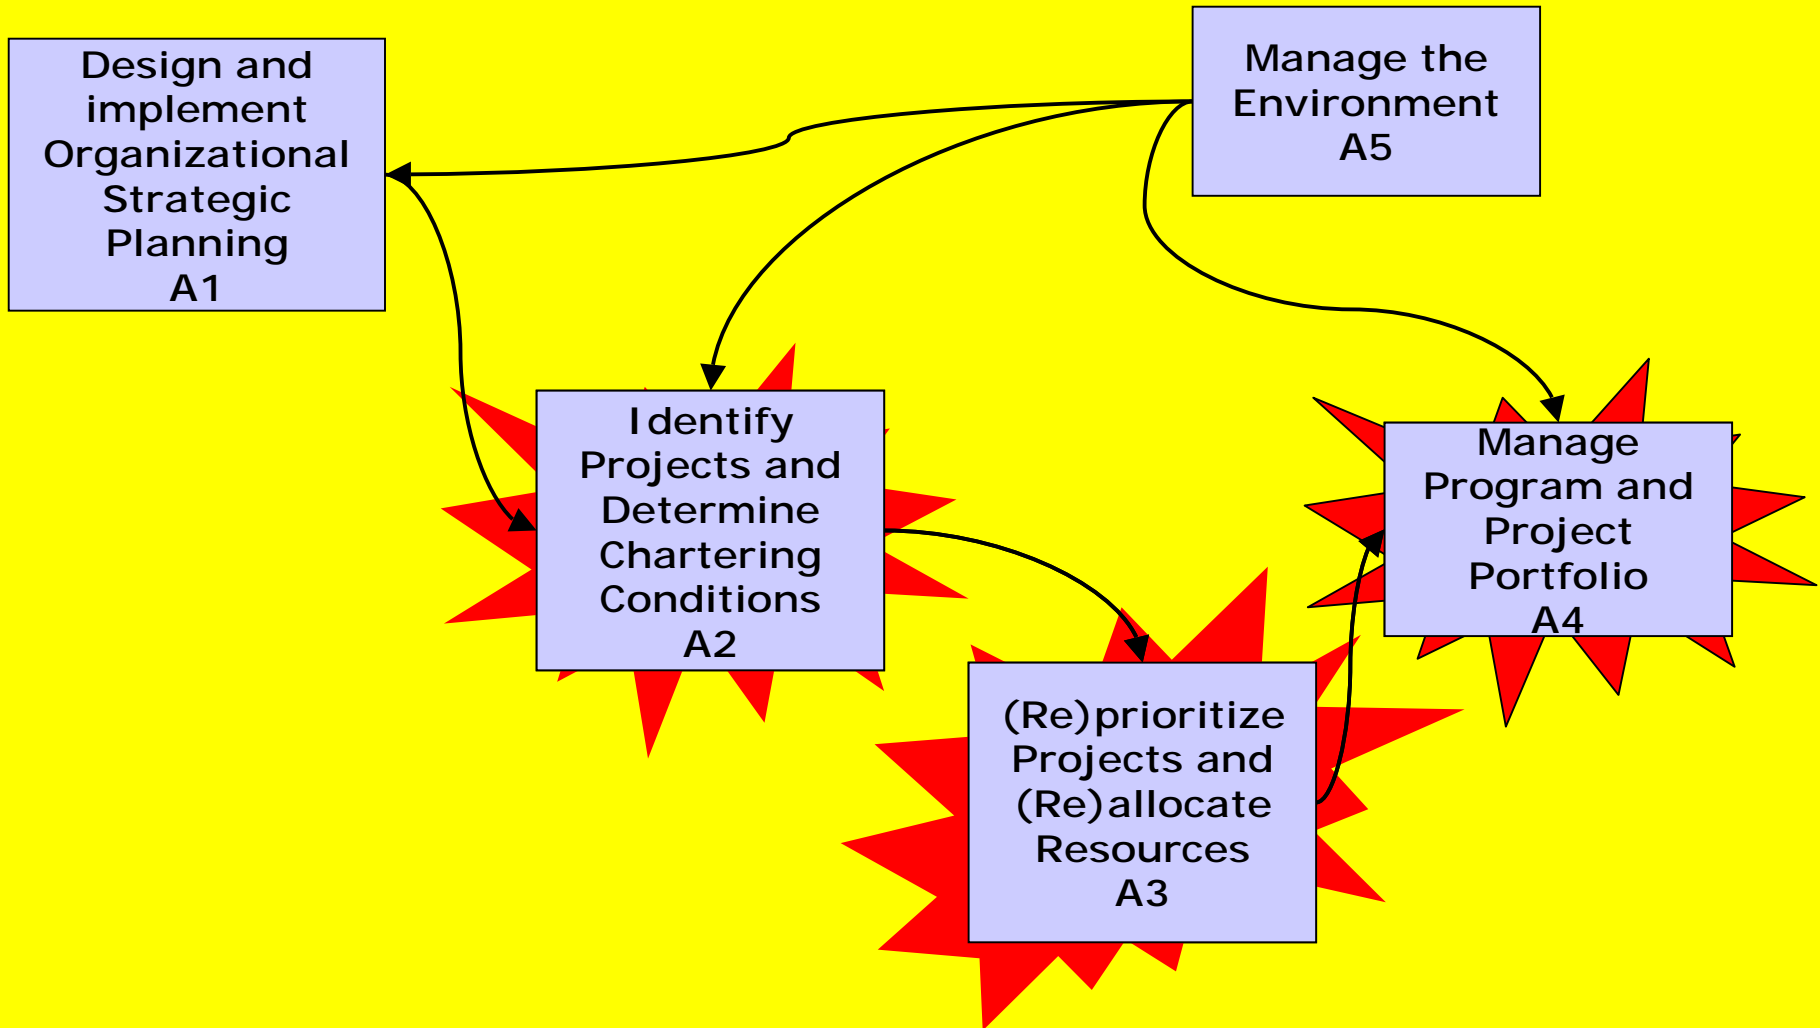 Design and
implement
Organizational
Strategic
Planning
A1
Manage the
Environment
A5
Identify
Projects and
Determine
Chartering
Conditions
A2
Manage
Program and
Project
Portfolio
A4
(Re)prioritize
Projects and
(Re)allocate
Resources
A3